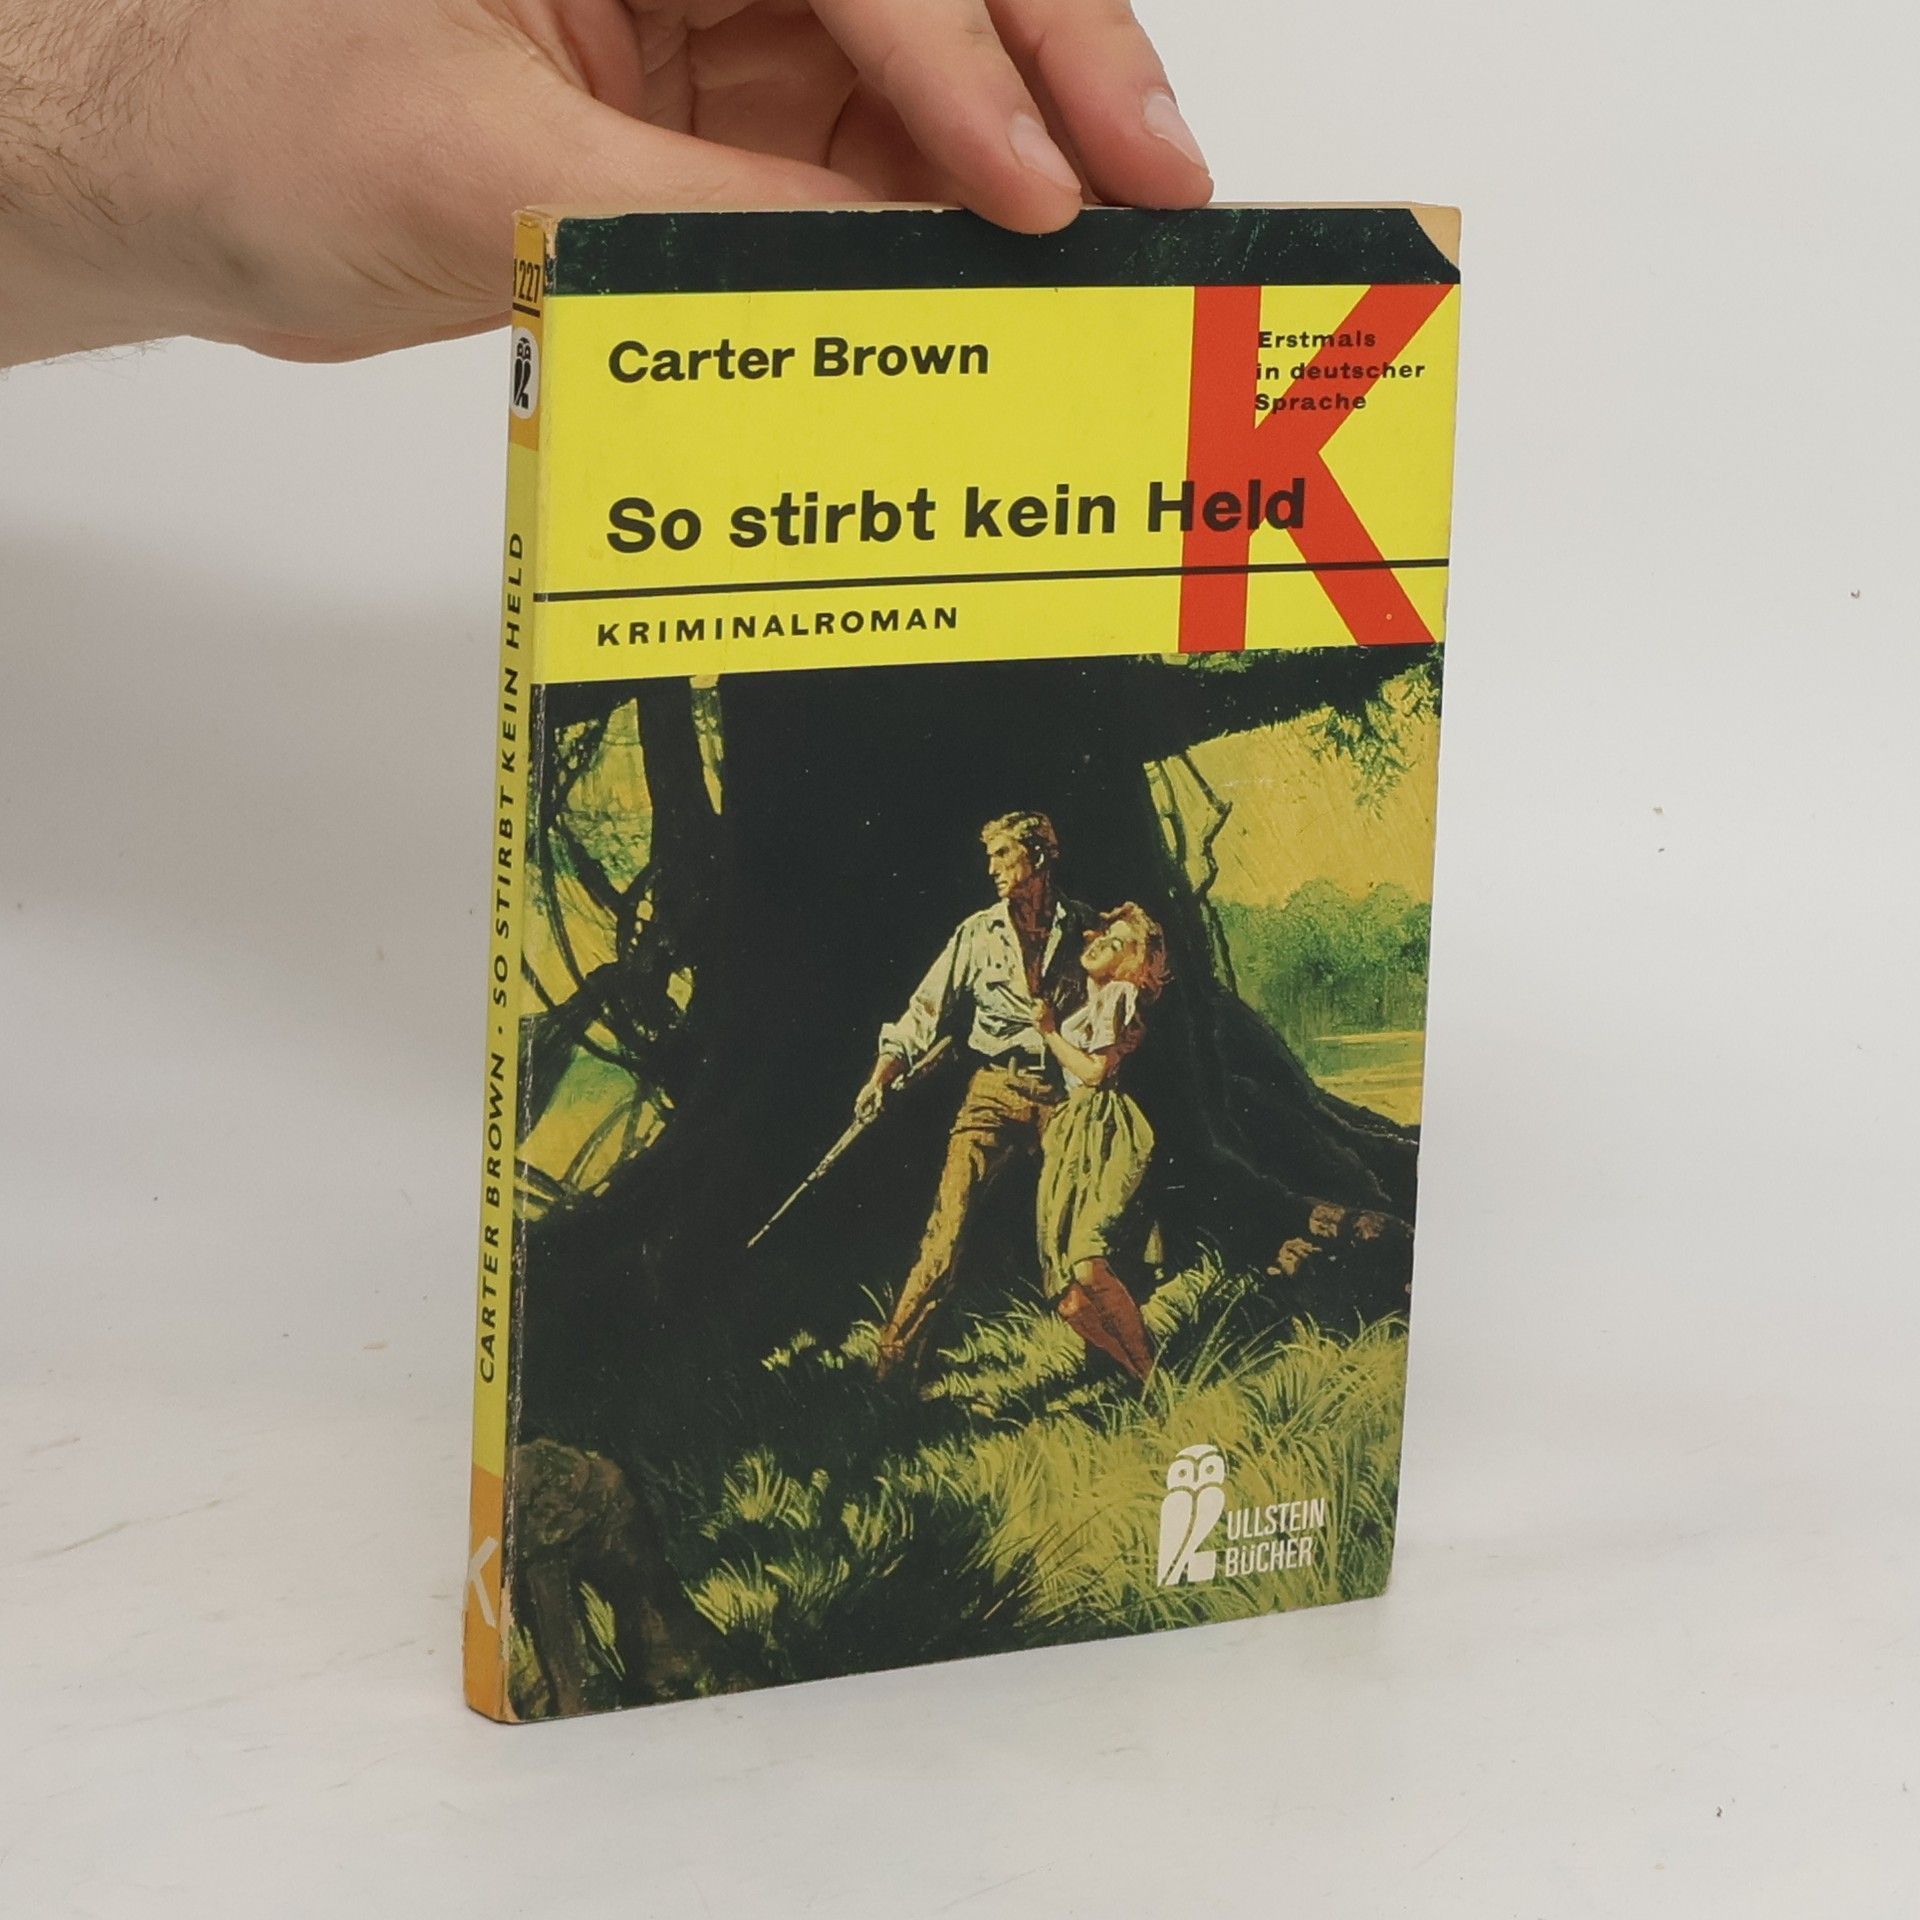 Carter Brown
Erstmals
in deutscher
Sprache
So stirbt kein Held
KRIMINALROMAN
K
ULLSTEIN
BÜCHER
227
CARTER BROWN · SO STIRBT KEIN HELD
K